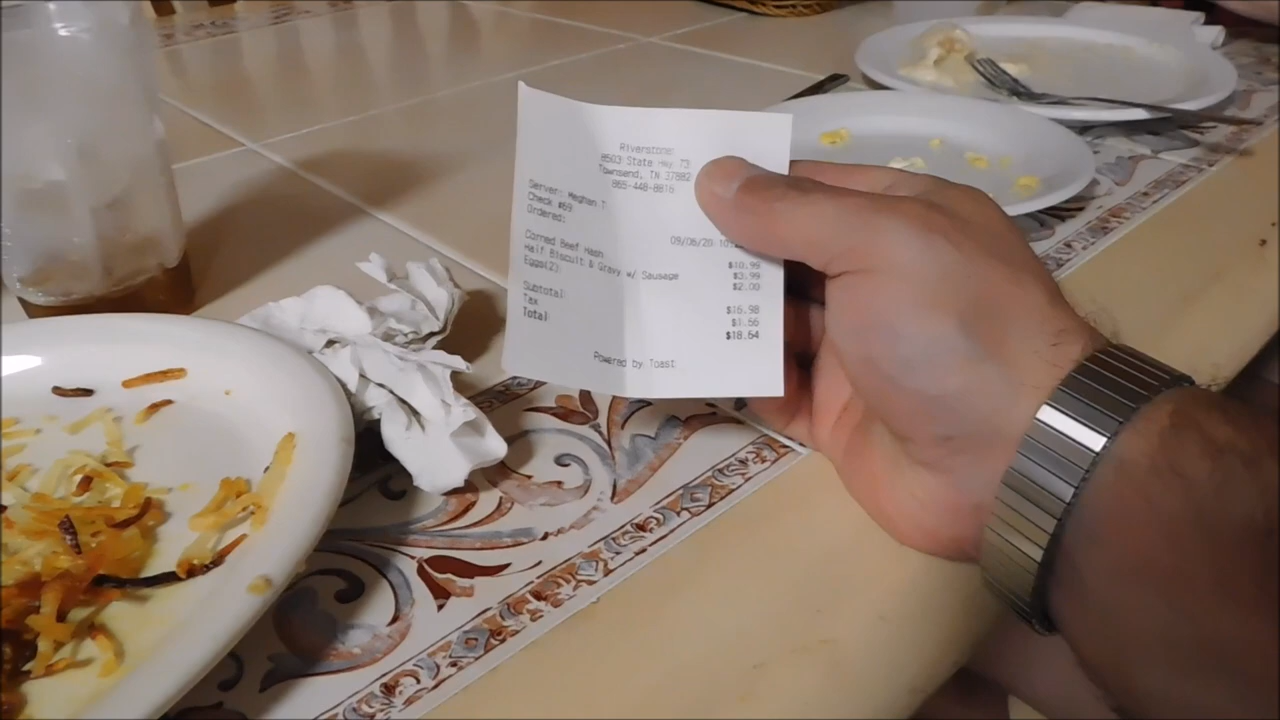 Riverstone
8503 State Hwy 73
Townsend, TN 37882
865-448-8816
Server: Meghan T
Check #69
Ordered:
09/06/20
Corned Beef Hash $10.99
Half Biscuit & Gravy w/ Sausage $3.99
Eggs(2) $2.00
Subtotal $16.98
Tax $1.66
Total $18.64
Powered by Toast